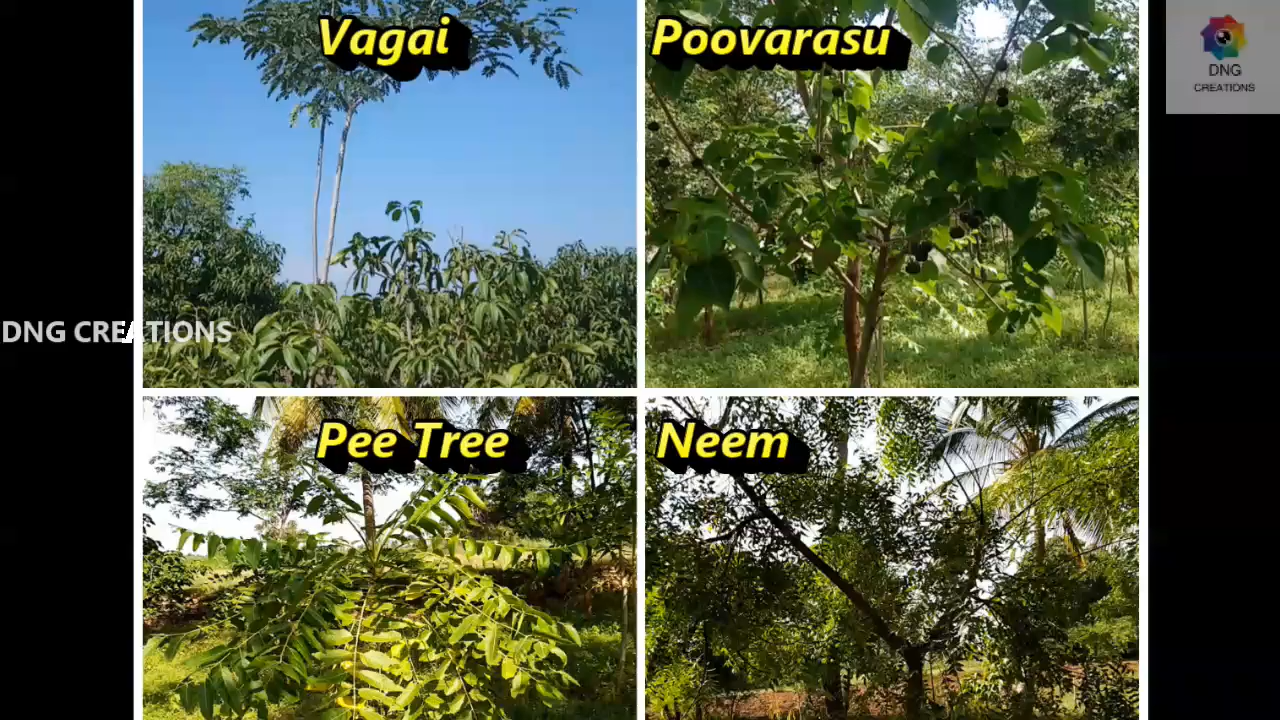 Vagai
Poovarasu
DNG
CREATIONS
DNG CREATIONS
Pee Tree
Neem